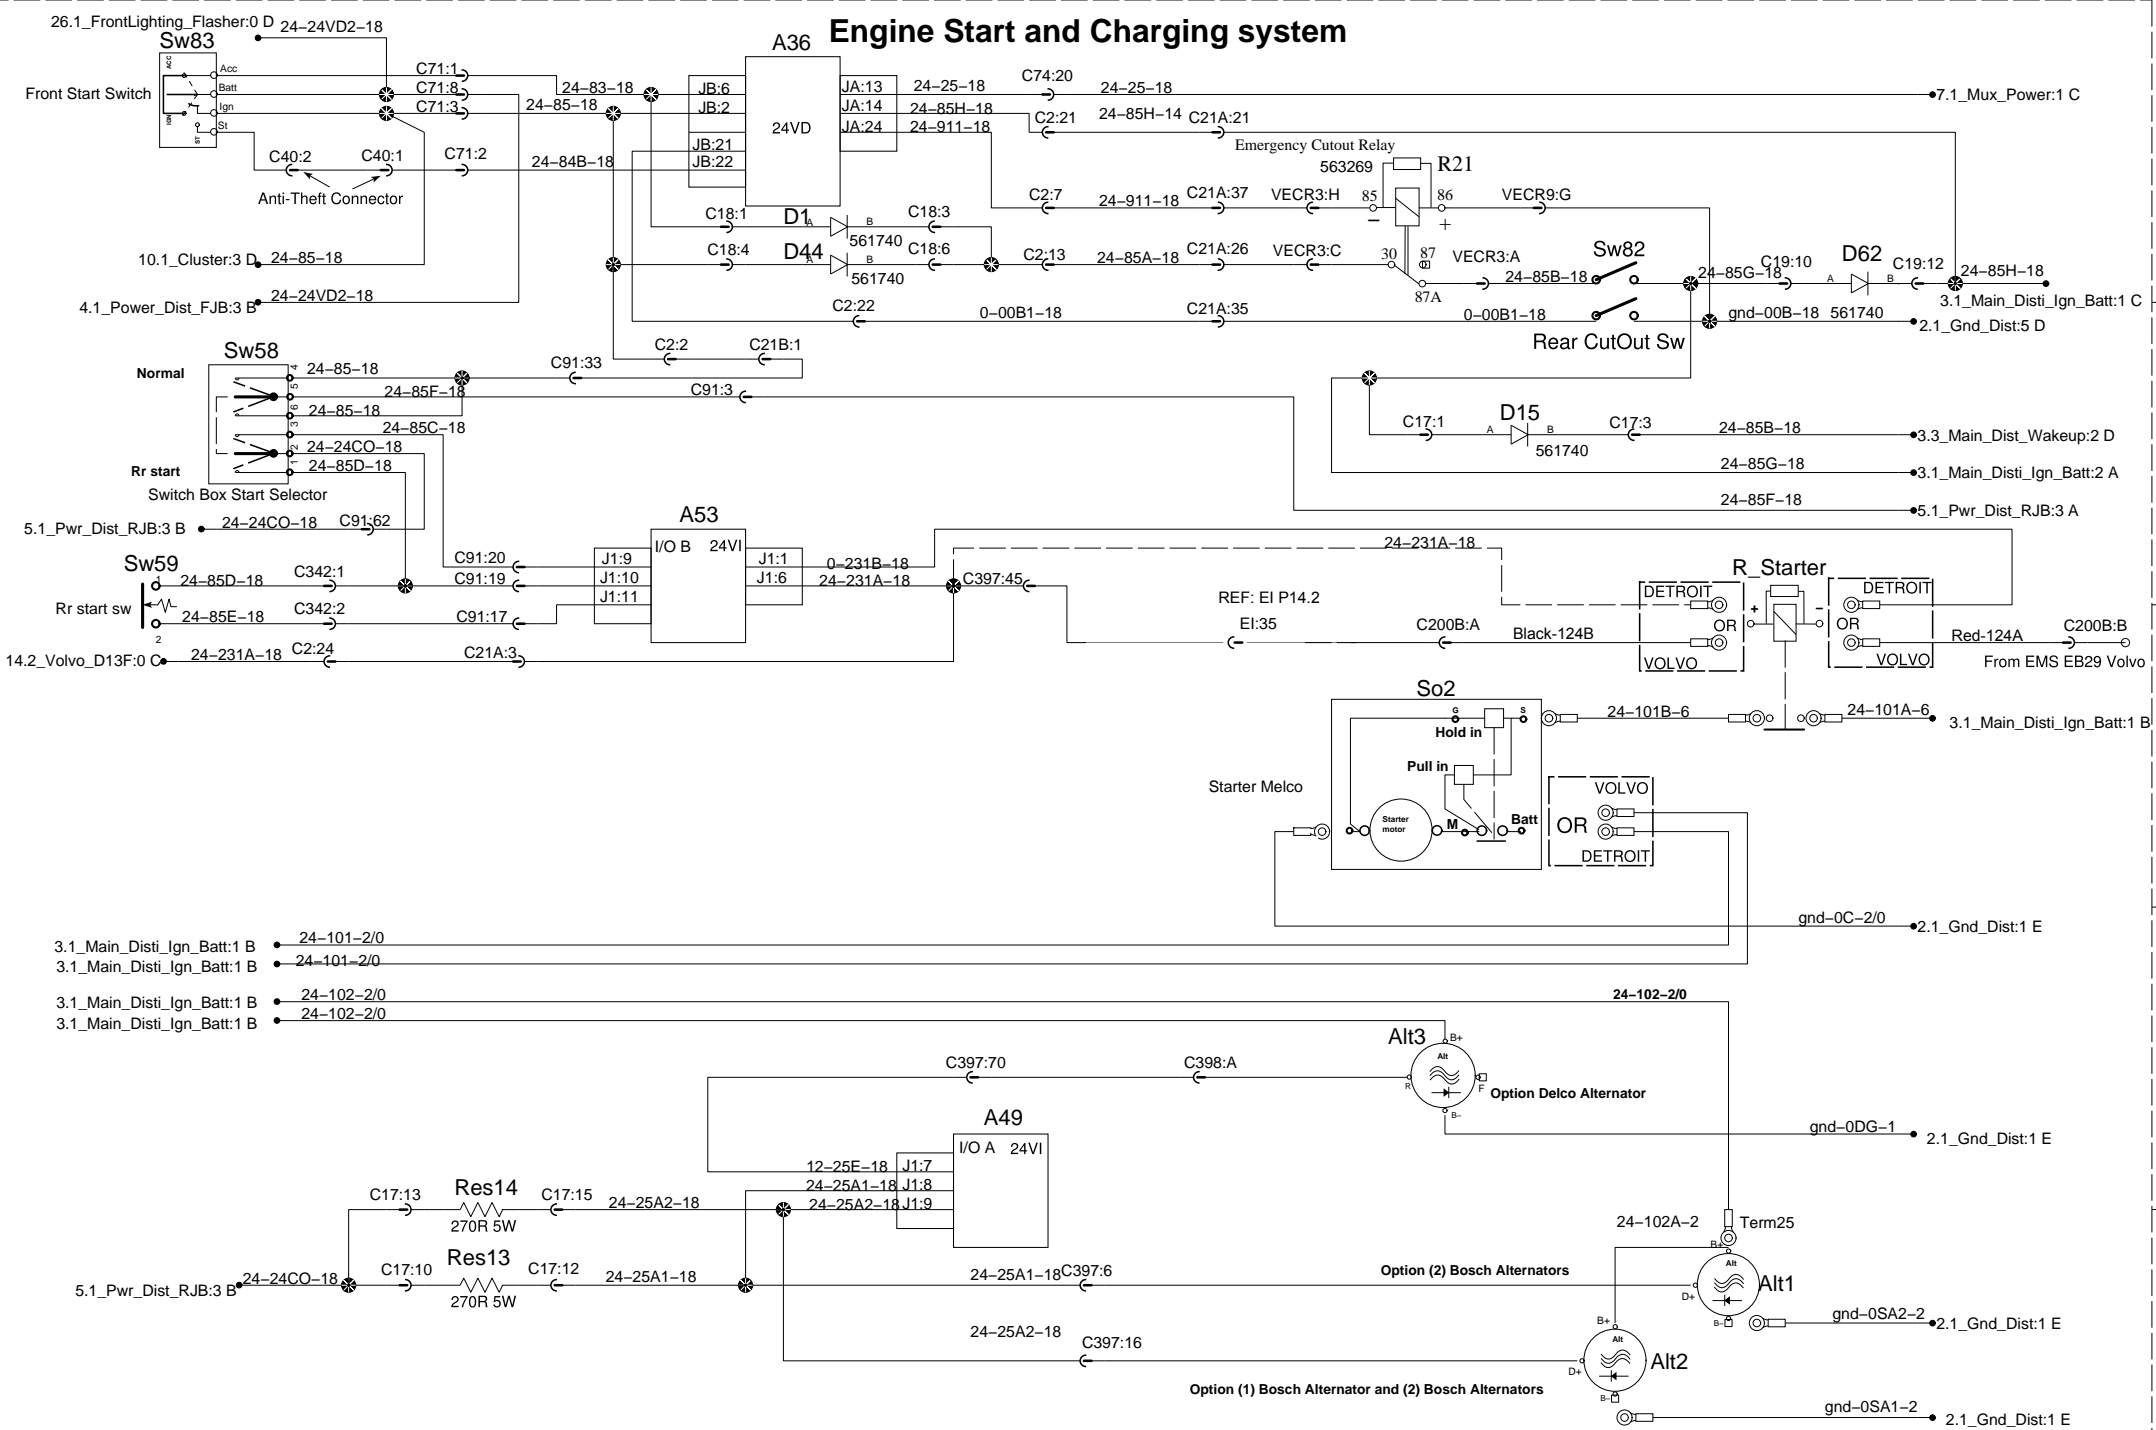 Engine Start and Charging system
26.1_FrontLighting_Flasher:0 D
24-24VD2-18
Sw83
ACC
IGN
ST
Acc
Batt
Ign
St
Front Start Switch
C71:1
C71:8
C71:3
24-83-18
24-85-18
C40:2
C40:1
C71:2
24-84B-18
Anti-Theft Connector
A36
24VD
JB:6
JB:2
JB:21
JB:22
JA:13
JA:14
JA:24
24-25-18
24-85H-18
24-911-18
C74:20
24-25-18
7.1_Mux_Power:1 C
C2:21
24-85H-14
C21A:21
Emergency Cutout Relay
563269
R21
C2:7
24-911-18
C21A:37
VECR3:H
85
86
-
+
VECR9:G
C18:1
D1
A
B
561740
C18:3
C18:4
D44
A
B
561740
C18:6
C2:13
24-85A-18
C21A:26
VECR3:C
30
87
87A
VECR3:A
24-85B-18
Sw82
24-85G-18
C19:10
D62
A
B
561740
C19:12
24-85H-18
3.1_Main_Disti_Ign_Batt:1 C
10.1_Cluster:3 D
24-85-18
4.1_Power_Dist_FJB:3 B
24-24VD2-18
C2:22
0-00B1-18
C21A:35
0-00B1-18
gnd-00B-18
2.1_Gnd_Dist:5 D
Rear CutOut Sw
Sw58
Normal
Rr start
4
5
6
3
2
1
24-85-18
24-85F-18
24-85-18
24-85C-18
24-24CO-18
24-85D-18
Switch Box Start Selector
C91:33
C2:2
C21B:1
C91:3
C17:1
D15
A
B
561740
C17:3
24-85B-18
3.3_Main_Dist_Wakeup:2 D
24-85G-18
3.1_Main_Disti_Ign_Batt:2 A
24-85F-18
5.1_Pwr_Dist_RJB:3 A
5.1_Pwr_Dist_RJB:3 B
24-24CO-18
C91:62
Sw59
1
2
Rr start sw
24-85D-18
C342:1
24-85E-18
C342:2
C91:20
C91:19
C91:17
A53
I/O B
24VI
J1:9
J1:10
J1:11
J1:1
J1:6
0-231B-18
24-231A-18
C397:45
24-231A-18
14.2_Volvo_D13F:0 C
24-231A-18
C2:24
C21A:3
REF: EI P14.2
EI:35
C200B:A
Black-124B
R_Starter
DETROIT
OR
VOLVO
+
-
DETROIT
OR
VOLVO
Red-124A
C200B:B
From EMS EB29 Volvo
So2
G
S
Hold in
Pull in
Starter motor
M
Batt
Starter Melco
24-101B-6
24-101A-6
3.1_Main_Disti_Ign_Batt:1 B
VOLVO
OR
DETROIT
gnd-0C-2/0
2.1_Gnd_Dist:1 E
3.1_Main_Disti_Ign_Batt:1 B
24-101-2/0
3.1_Main_Disti_Ign_Batt:1 B
24-101-2/0
3.1_Main_Disti_Ign_Batt:1 B
24-102-2/0
24-102-2/0
3.1_Main_Disti_Ign_Batt:1 B
24-102-2/0
Alt3
B+
Alt
R
F
B-
Option Delco Alternator
C397:70
C398:A
gnd-0DG-1
2.1_Gnd_Dist:1 E
A49
I/O A
24VI
12-25E-18
J1:7
24-25A1-18
J1:8
24-25A2-18
J1:9
C17:13
Res14
270R 5W
C17:15
24-25A2-18
5.1_Pwr_Dist_RJB:3 B
24-24CO-18
C17:10
Res13
270R 5W
C17:12
24-25A1-18
24-25A1-18
C397:6
Option (2) Bosch Alternators
24-102A-2
Term25
B+
Alt
D+
B-
Alt1
gnd-0SA2-2
2.1_Gnd_Dist:1 E
24-25A2-18
C397:16
B+
Alt
D+
B-
Alt2
Option (1) Bosch Alternator and (2) Bosch Alternators
gnd-0SA1-2
2.1_Gnd_Dist:1 E